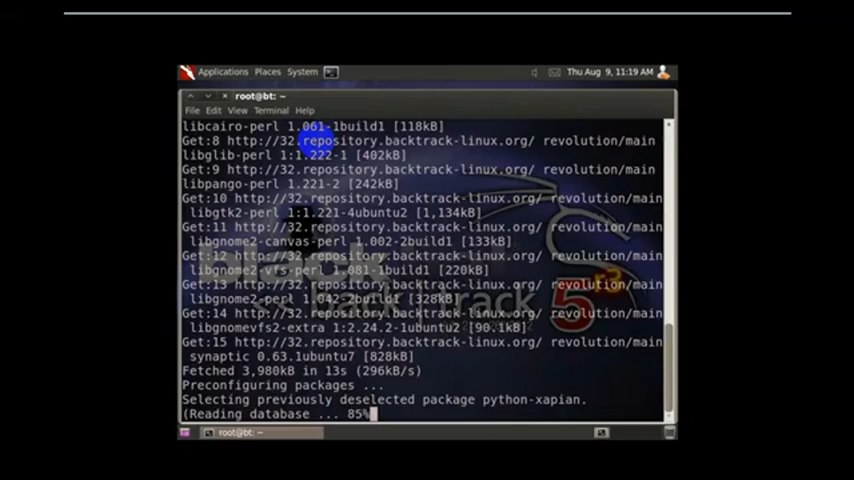 Applications Places System
Thu Aug 9, 11:19 AM
root@bt: ~
File Edit View Terminal Help
libcairo-perl 1.061-1build1 [118kB]
Get:8 http://32.repository.backtrack-linux.org/ revolution/main
libglib-perl 1:1.222-1 [402kB]
Get:9 http://32.repository.backtrack-linux.org/ revolution/main
libpango-perl 1.221-2 [242kB]
Get:10 http://32.repository.backtrack-linux.org/ revolution/main
libgtk2-perl 1:1.221-4ubuntu2 [1,134kB]
Get:11 http://32.repository.backtrack-linux.org/ revolution/main
libgnome2-canvas-perl 1.002-2build1 [133kB]
Get:12 http://32.repository.backtrack-linux.org/ revolution/main
libgnome2-vfs-perl 1.081-1build1 [220kB]
Get:13 http://32.repository.backtrack-linux.org/ revolution/main
libgnome2-perl 1.042-2build1 [328kB]
Get:14 http://32.repository.backtrack-linux.org/ revolution/main
libgnomevfs2-extra 1:2.24.2-1ubuntu2 [90.1kB]
Get:15 http://32.repository.backtrack-linux.org/ revolution/main
synaptic 0.63.1ubuntu7 [828kB]
Fetched 3,980kB in 13s (296kB/s)
Preconfiguring packages ...
Selecting previously deselected package python-xapian.
(Reading database ... 85%
black
<< back | track 5 r3
root@bt: ~